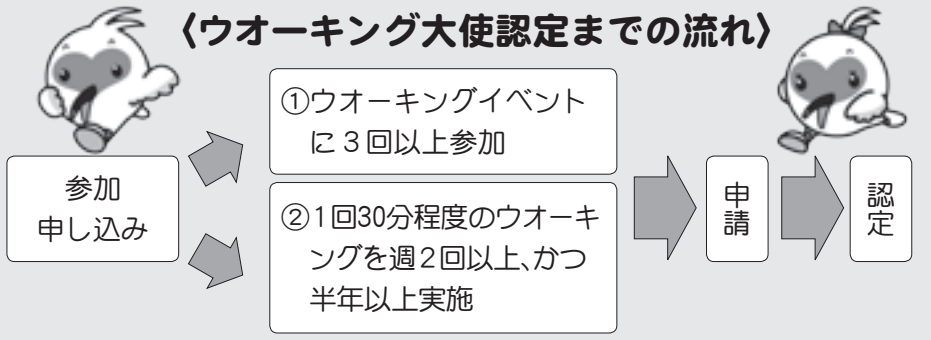 〈ウオーキング大使認定までの流れ〉
参加
申し込み
①ウオーキングイベント
に3回以上参加
②1回30分程度のウオーキ
ングを週2回以上、かつ
半年以上実施
申請
認定